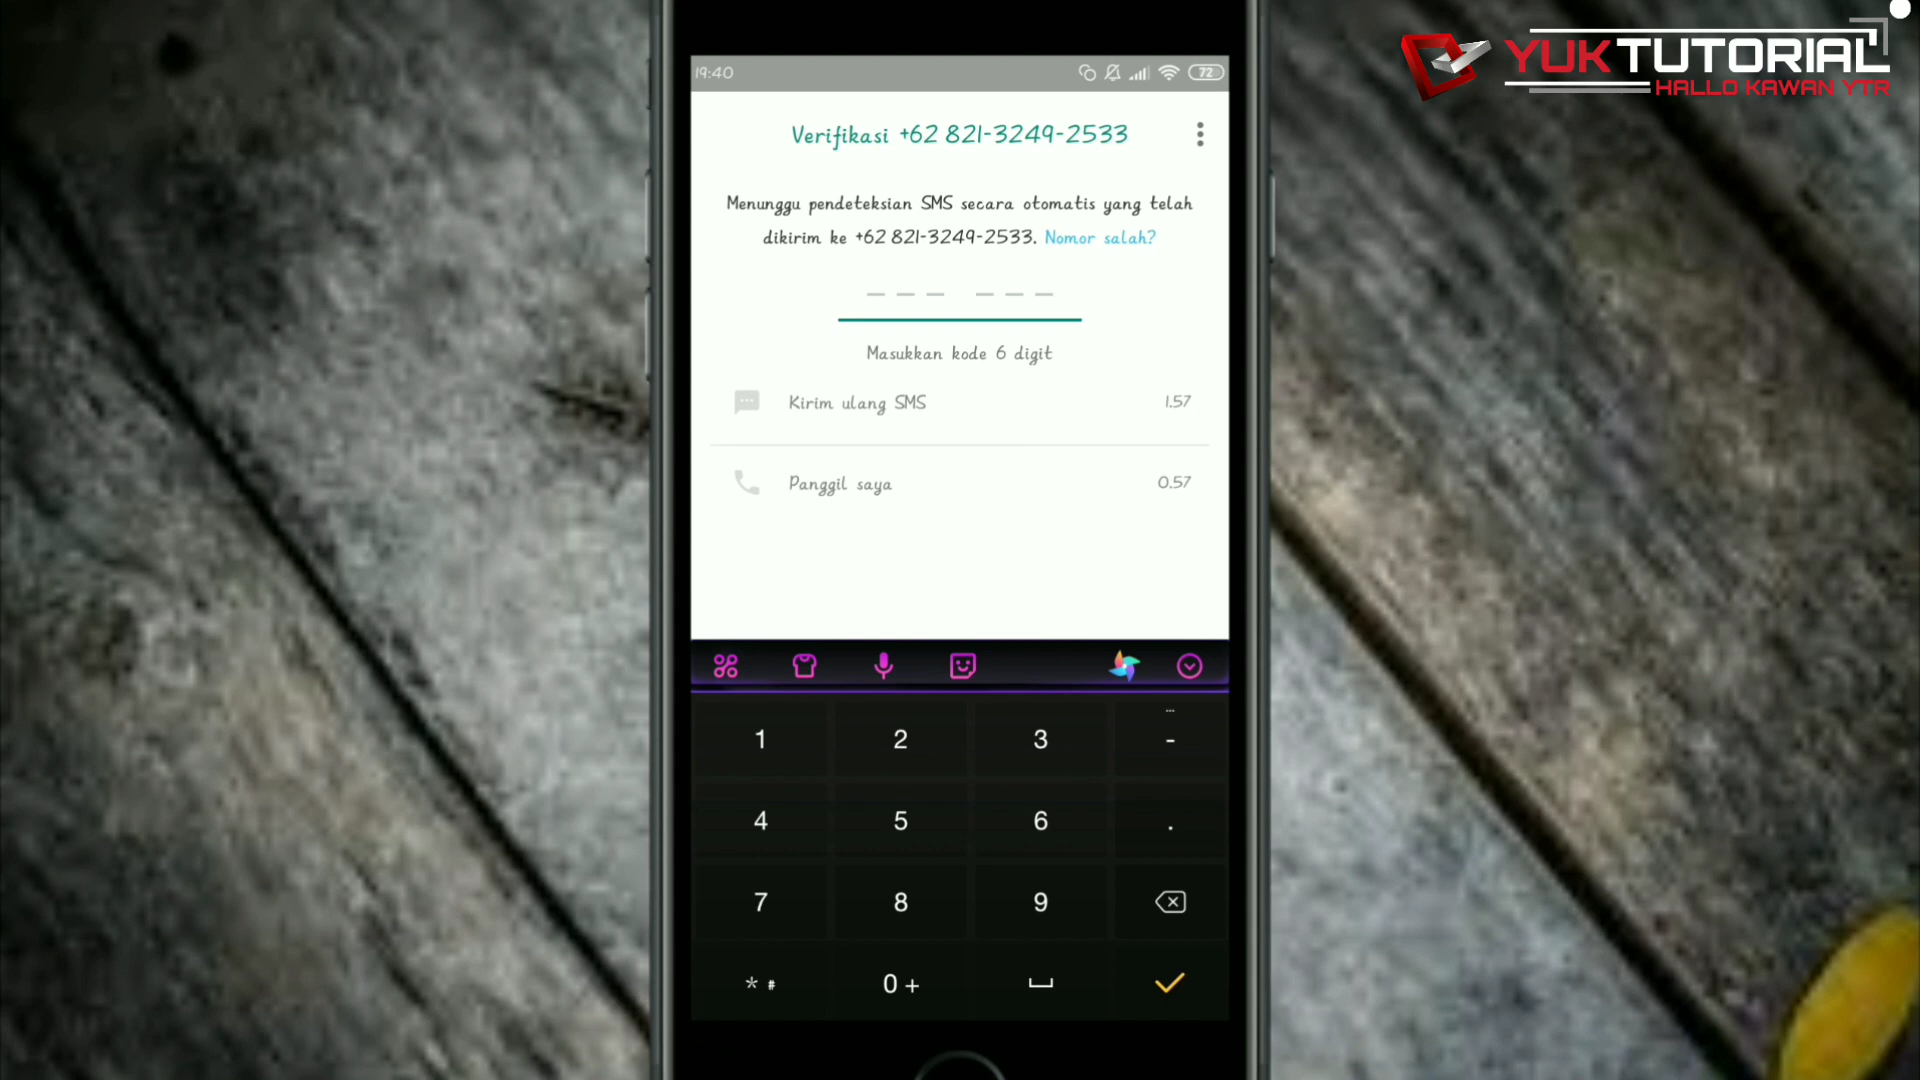 YUKTUTORIAL
HALLO KAWAN YTR
19:40
72
Verifikasi +62 821-3249-2533
Menunggu pendeteksian SMS secara otomatis yang telah
dikirim ke +62 821-3249-2533. Nomor salah?
Masukkan kode 6 digit
Kirim ulang SMS 1.57
Panggil saya 0.57
1 2 3 -
4 5 6 .
7 8 9
* # 0 +